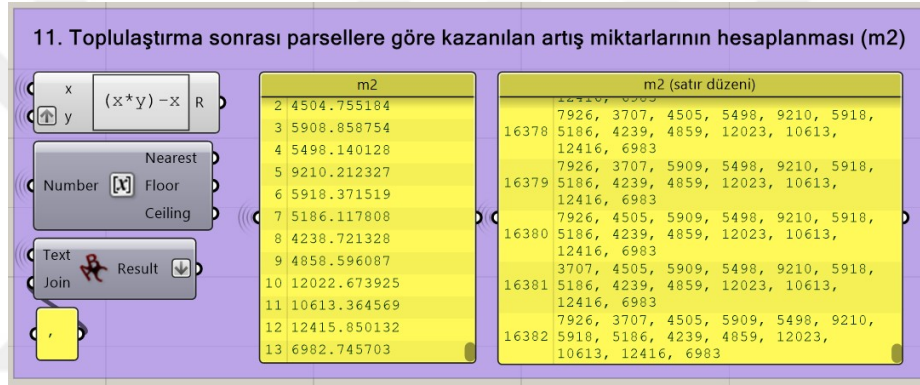 11. Toplulaştırma sonrası parsellere göre kazanılan artış miktarlarının hesaplanması (m2)
x
y
(x*y)-x
R
Number
Nearest
Floor
Ceiling
Text
Join
Result
,
m2
2 4504.755184
3 5908.858754
4 5498.140128
5 9210.212327
6 5918.371519
7 5186.117808
8 4238.721328
9 4858.596087
10 12022.673925
11 10613.364569
12 12415.850132
13 6982.745703
m2 (satır düzeni)
12416, 6983
7926, 3707, 4505, 5498, 9210, 5918,
16378 5186, 4239, 4859, 12023, 10613,
12416, 6983
7926, 3707, 5909, 5498, 9210, 5918,
16379 5186, 4239, 4859, 12023, 10613,
12416, 6983
7926, 4505, 5909, 5498, 9210, 5918,
16380 5186, 4239, 4859, 12023, 10613,
12416, 6983
3707, 4505, 5909, 5498, 9210, 5918,
16381 5186, 4239, 4859, 12023, 10613,
12416, 6983
7926, 3707, 4505, 5909, 5498, 9210,
16382 5918, 5186, 4239, 4859, 12023,
10613, 12416, 6983